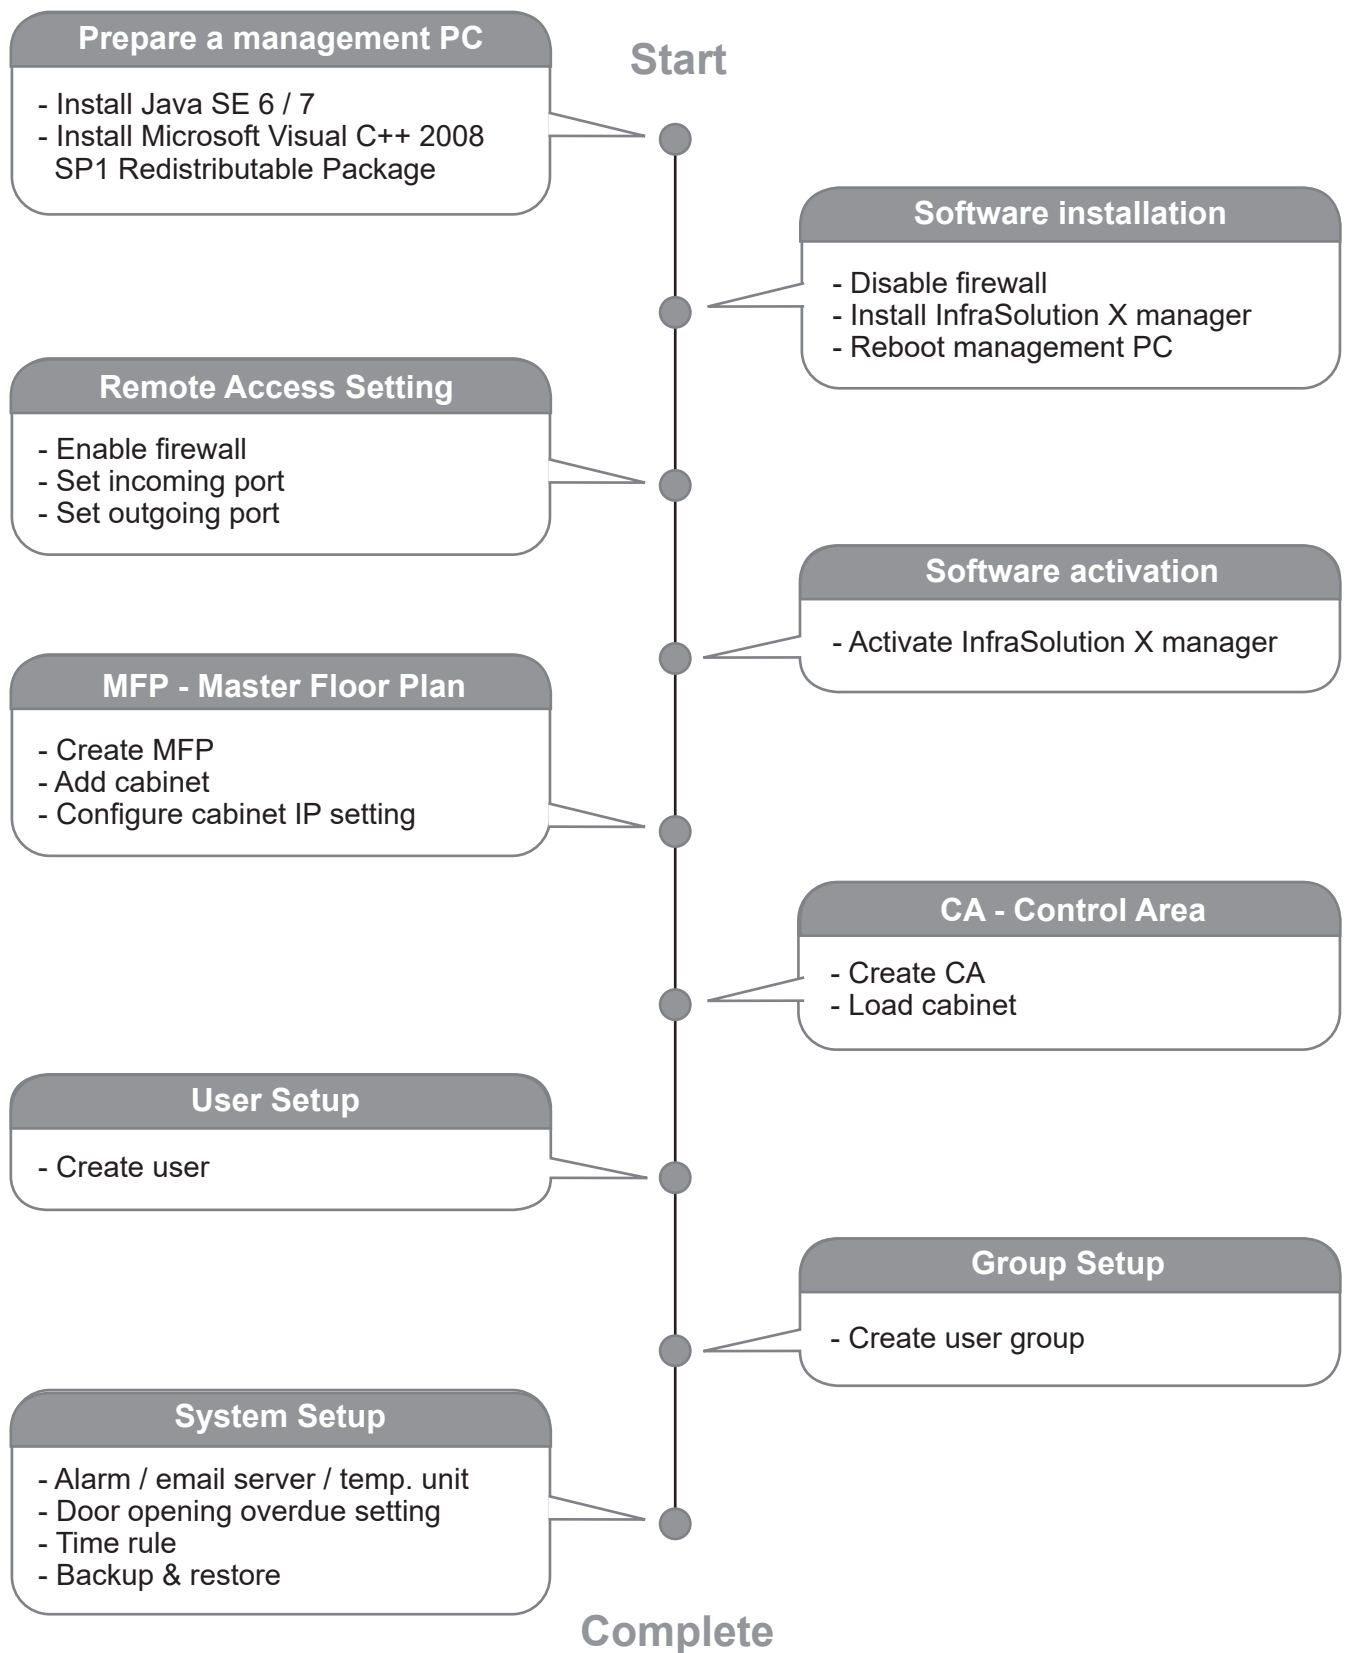 Prepare a management PC
- Install Java SE 6 / 7
- Install Microsoft Visual C++ 2008
SP1 Redistributable Package
Start
Software installation
- Disable firewall
- Install InfraSolution X manager
- Reboot management PC
Remote Access Setting
- Enable firewall
- Set incoming port
- Set outgoing port
Software activation
- Activate InfraSolution X manager
MFP - Master Floor Plan
- Create MFP
- Add cabinet
- Configure cabinet IP setting
CA - Control Area
- Create CA
- Load cabinet
User Setup
- Create user
Group Setup
- Create user group
System Setup
- Alarm / email server / temp. unit
- Door opening overdue setting
- Time rule
- Backup & restore
Complete